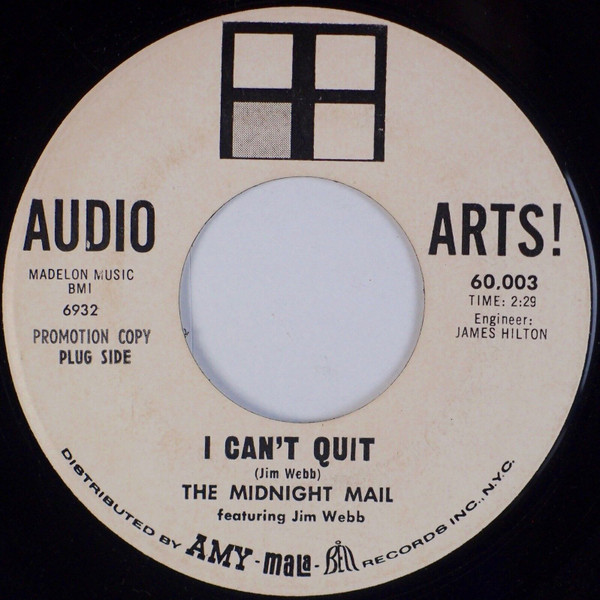 AUDIO ARTS!
MADELON MUSIC
BMI
6932
PROMOTION COPY
PLUG SIDE
60,003
TIME: 2:29
Engineer:
JAMES HILTON
I CAN'T QUIT
(Jim Webb)
THE MIDNIGHT MAIL
featuring Jim Webb
DISTRIBUTED BY AMY-mala-BELL RECORDS INC., N.Y.C.